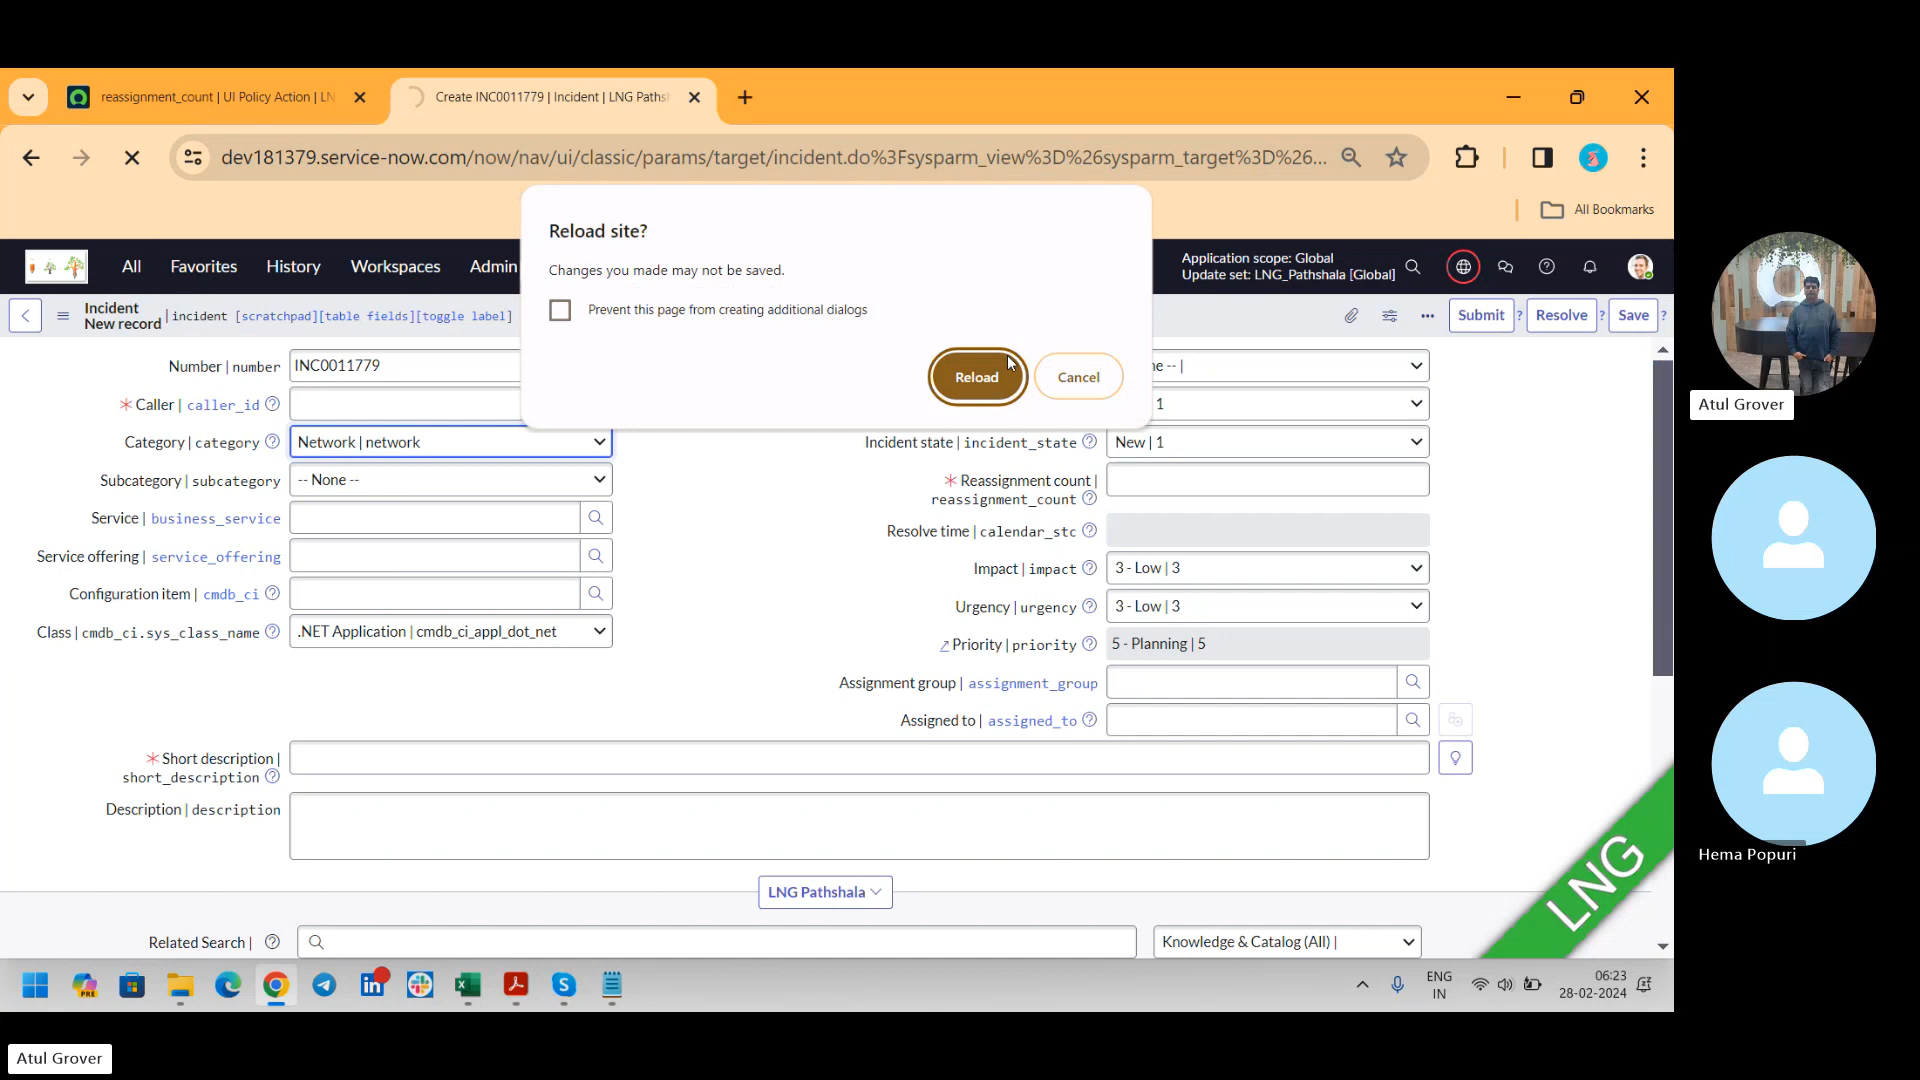 reassignment_count | UI Policy Action | LN
Create INC0011779 | Incident | LNG Paths
dev181379.service-now.com/now/nav/ui/classic/params/target/incident.do%3Fsysparm_view%3D%26sysparm_target%3D%26...
All Bookmarks
Reload site?
Changes you made may not be saved.
Prevent this page from creating additional dialogs
Reload
Cancel
All
Favorites
History
Workspaces
Admin
Application scope: Global
Update set: LNG_Pathshala [Global]
Incident
New record
| incident [scratchpad][table fields][toggle label]
Submit ?
Resolve ?
Save ?
Number | number
INC0011779
ne -- |
Caller | caller_id
1
Category | category
Network | network
Incident state | incident_state
New | 1
Subcategory | subcategory
-- None --
Reassignment count |
reassignment_count
Service | business_service
Resolve time | calendar_stc
Service offering | service_offering
Impact | impact
3 - Low | 3
Configuration item | cmdb_ci
Urgency | urgency
3 - Low | 3
Class | cmdb_ci.sys_class_name
.NET Application | cmdb_ci_appl_dot_net
Priority | priority
5 - Planning | 5
Assignment group | assignment_group
Assigned to | assigned_to
Short description |
short_description
Description | description
LNG Pathshala
Related Search |
Knowledge & Catalog (All) |
LNG
PRE
ENG
IN
06:23
28-02-2024
Atul Grover
Hema Popuri
Atul Grover